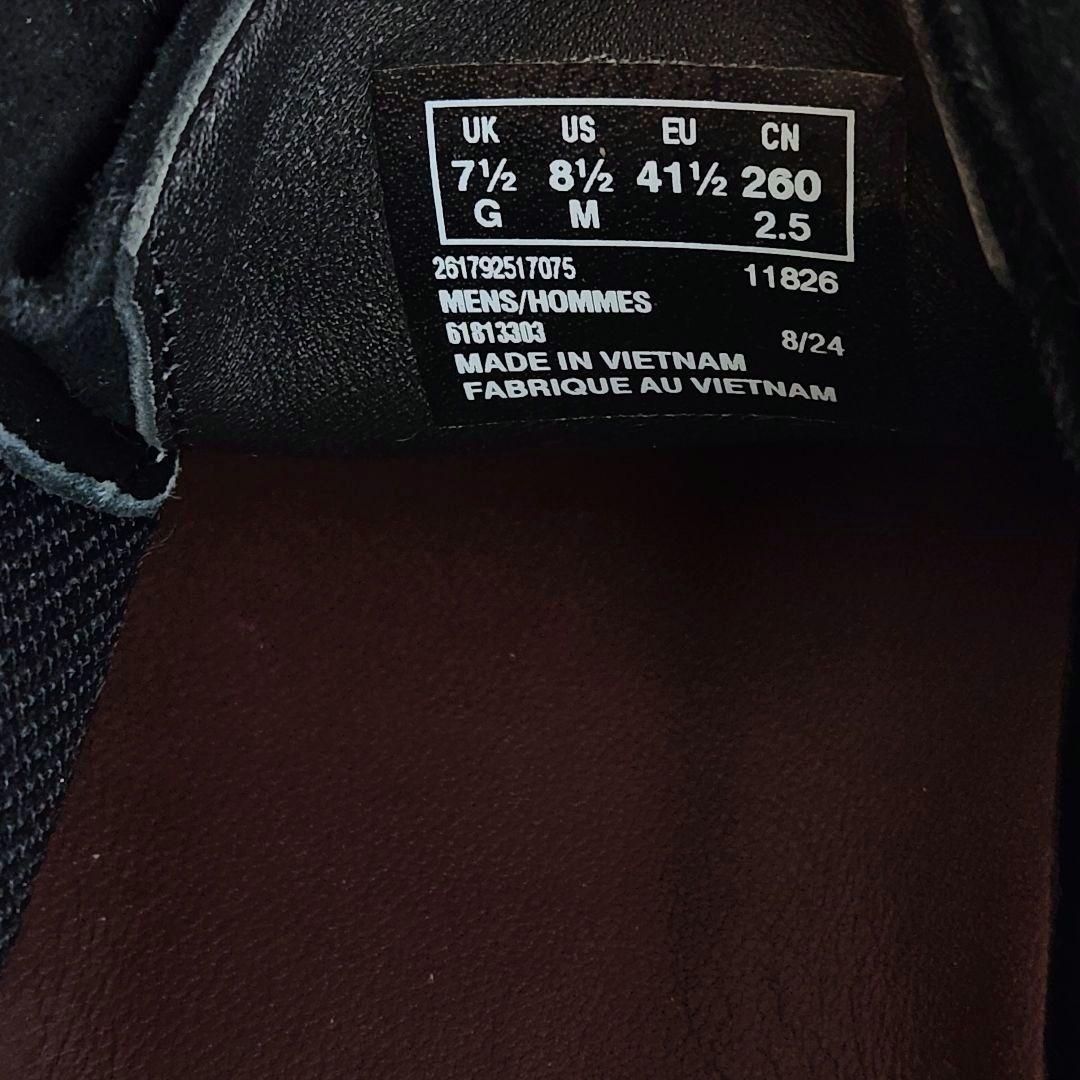 UK US EU CN
7½ 8½ 41½ 260
G M 2.5
261792517075 11826
MENS/HOMMES
61813303 8/24
MADE IN VIETNAM
FABRIQUE AU VIETNAM